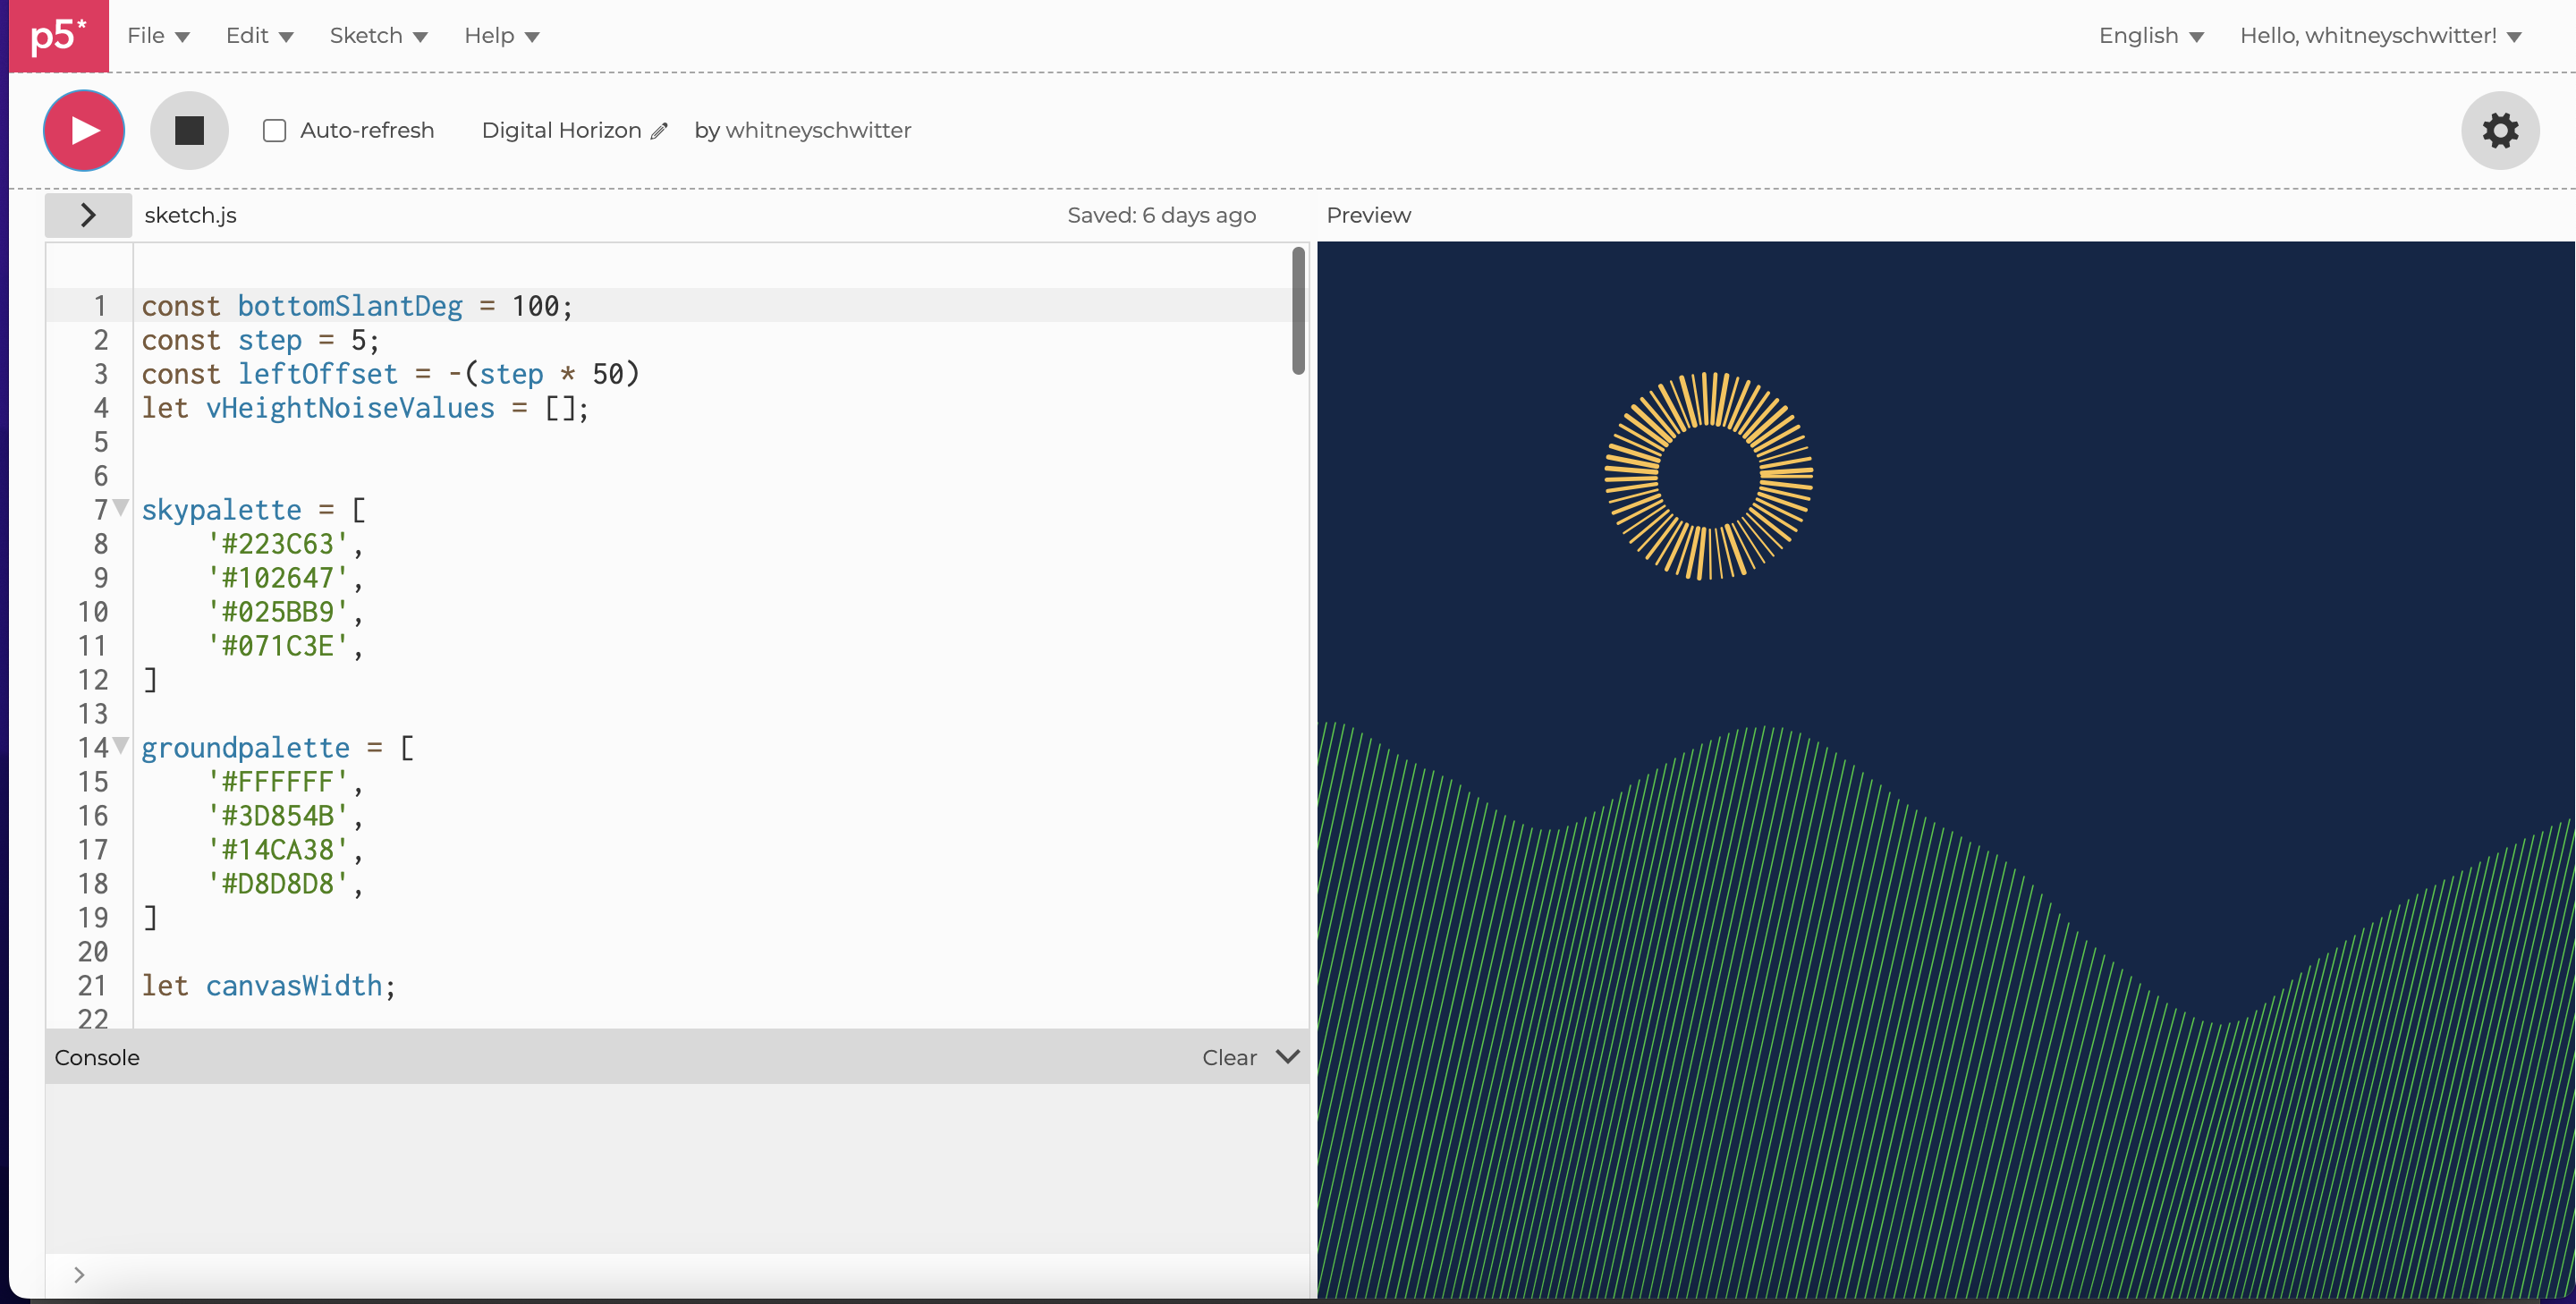 p5* File Edit Sketch Help English Hello, whitneyschwitter!
Auto-refresh Digital Horizon by whitneyschwitter
sketch.js Saved: 6 days ago Preview
1 const bottomSlantDeg = 100;
2 const step = 5;
3 const leftOffset = -(step * 50)
4 let vHeightNoiseValues = [];
5
6
7 skypalette = [
8 '#223C63',
9 '#102647',
10 '#025BB9',
11 '#071C3E',
12 ]
13
14 groundpalette = [
15 '#FFFFFF',
16 '#3D854B',
17 '#14CA38',
18 '#D8D8D8',
19 ]
20
21 let canvasWidth;
22
Console Clear
>